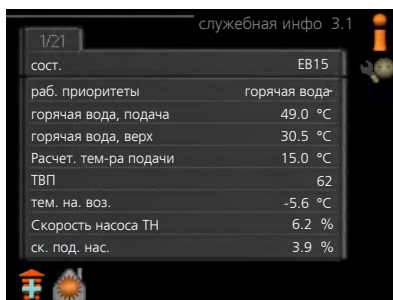 служебная инфо 3.1
1/21
сост. EB15
раб. приоритеты горячая вода-
горячая вода, подача 49.0 °C
горячая вода, верх 30.5 °C
Расчет. тем-ра подачи 15.0 °C
ТВП 62
тем. на. воз. -5.6 °C
Скорость насоса ТН 6.2 %
ск. под. нас. 3.9 %